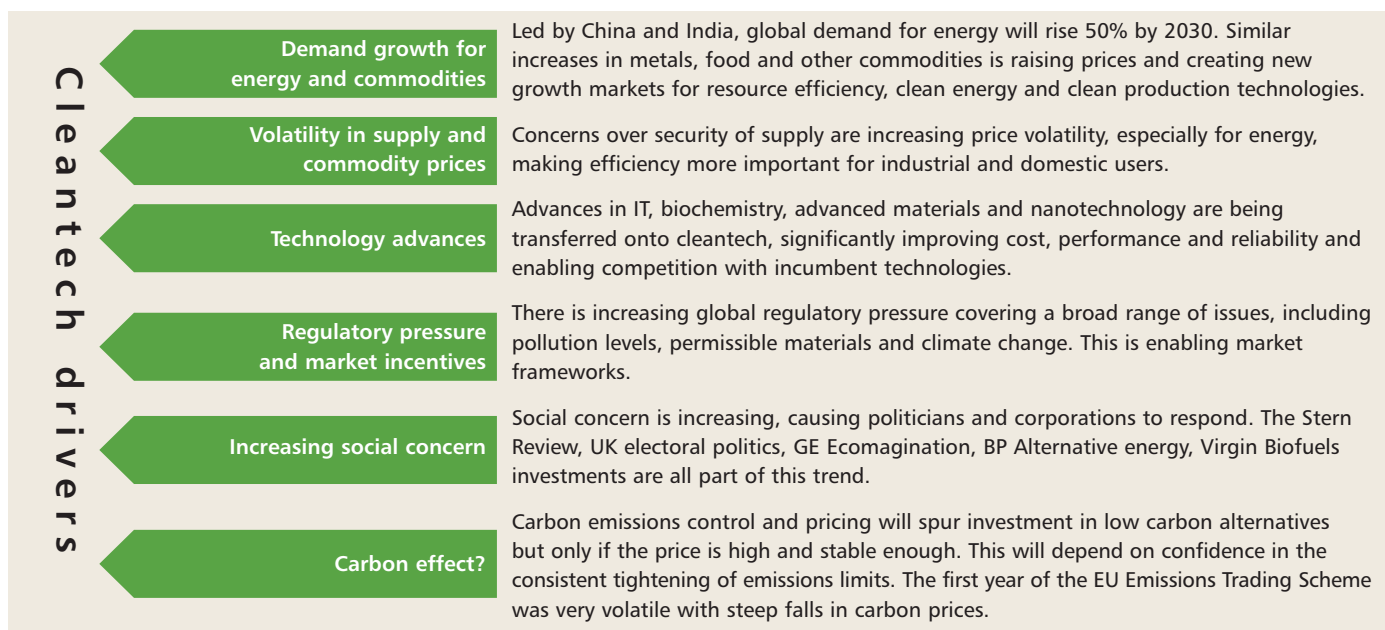 Cleantech drivers
Demand growth for
energy and commodities
Led by China and India, global demand for energy will rise 50% by 2030. Similar
increases in metals, food and other commodities is raising prices and creating new
growth markets for resource efficiency, clean energy and clean production technologies.
Volatility in supply and
commodity prices
Concerns over security of supply are increasing price volatility, especially for energy,
making efficiency more important for industrial and domestic users.
Technology advances
Advances in IT, biochemistry, advanced materials and nanotechnology are being
transferred onto cleantech, significantly improving cost, performance and reliability and
enabling competition with incumbent technologies.
Regulatory pressure
and market incentives
There is increasing global regulatory pressure covering a broad range of issues, including
pollution levels, permissible materials and climate change. This is enabling market
frameworks.
Increasing social concern
Social concern is increasing, causing politicians and corporations to respond. The Stern
Review, UK electoral politics, GE Ecomagination, BP Alternative energy, Virgin Biofuels
investments are all part of this trend.
Carbon effect?
Carbon emissions control and pricing will spur investment in low carbon alternatives
but only if the price is high and stable enough. This will depend on confidence in the
consistent tightening of emissions limits. The first year of the EU Emissions Trading Scheme
was very volatile with steep falls in carbon prices.